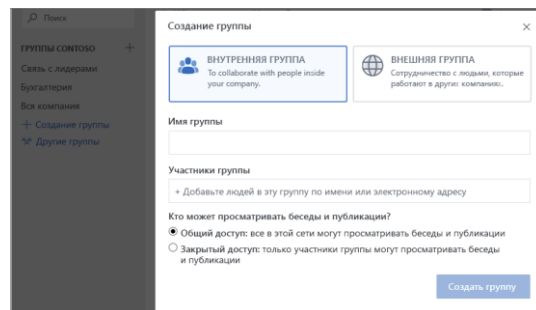 Поиск
ГРУППЫ CONTOSO +
Связь с лидерами
Бухгалтерия
Вся компания
+ Создание группы
Другие группы
Создание группы
ВНУТРЕННЯЯ ГРУППА
To collaborate with people inside
your company.
ВНЕШНЯЯ ГРУППА
Сотрудничество с людьми, которые
работают в других компаниях.
Имя группы
Участники группы
+ Добавьте людей в эту группу по имени или электронному адресу
Кто может просматривать беседы и публикации?
Общий доступ: все в этой сети могут просматривать беседы и публикации
Закрытый доступ: только участники группы могут просматривать беседы
и публикации
Создать группу